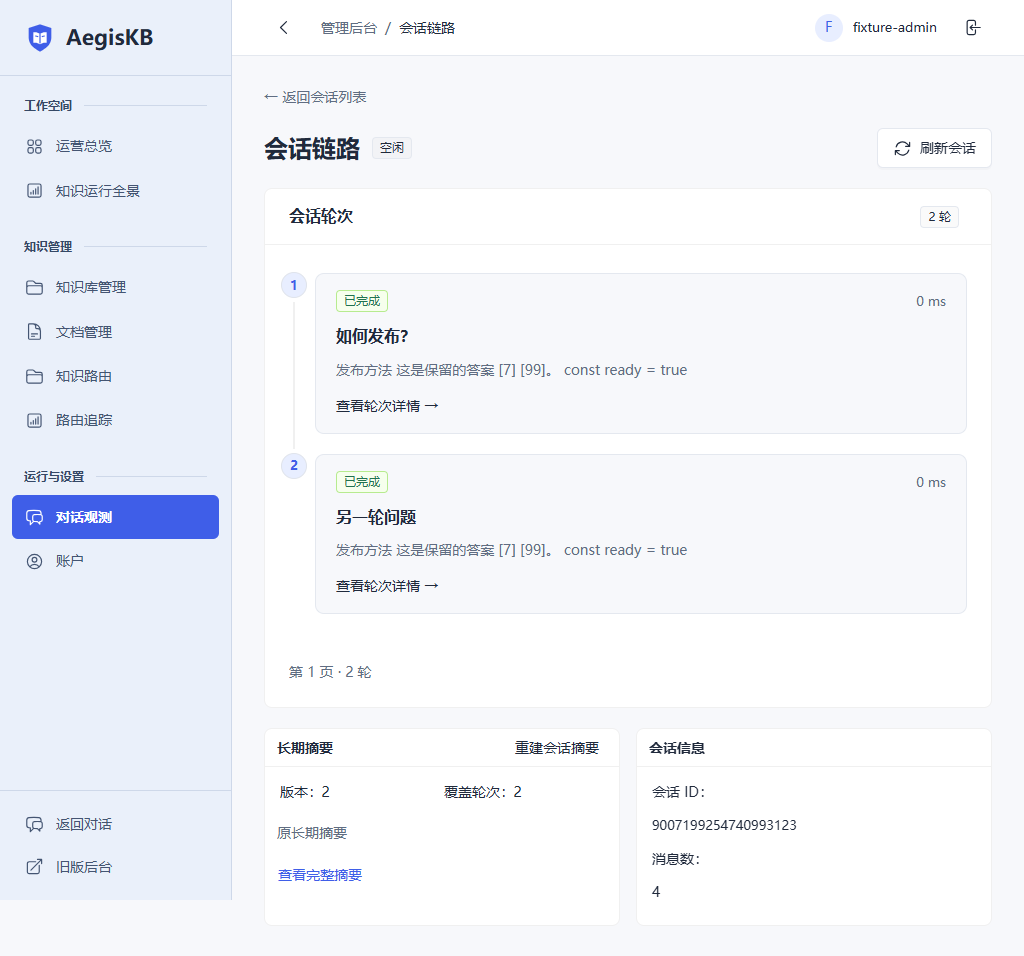 AegisKB
管理后台 / 会话链路
F fixture-admin
工作空间
运营总览
知识运行全景
知识管理
知识库管理
文档管理
知识路由
路由追踪
运行与设置
对话观测
账户
返回对话
旧版后台
← 返回会话列表
会话链路 空闲
刷新会话
会话轮次
2 轮
1
已完成
0 ms
如何发布?
发布方法 这是保留的答案 [7] [99]。 const ready = true
查看轮次详情 →
2
已完成
0 ms
另一轮问题
发布方法 这是保留的答案 [7] [99]。 const ready = true
查看轮次详情 →
第 1 页 · 2 轮
长期摘要
重建会话摘要
版本：2
覆盖轮次：2
原长期摘要
查看完整摘要
会话信息
会话 ID：
9007199254740993123
消息数：
4